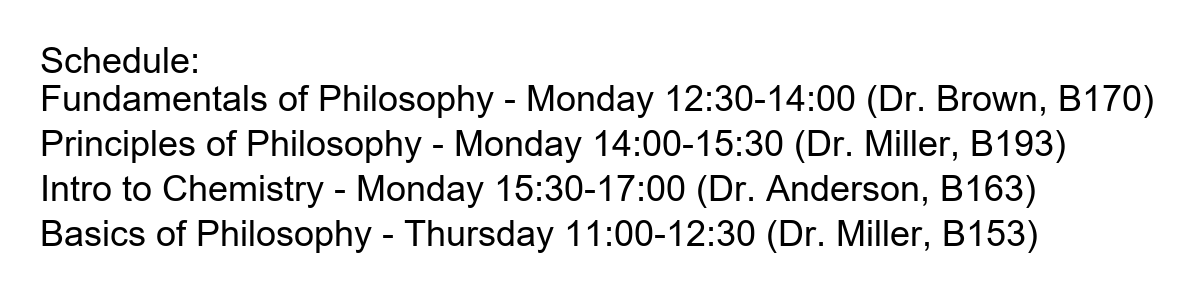 Schedule:
Fundamentals of Philosophy - Monday 12:30-14:00 (Dr. Brown, B170)
Principles of Philosophy - Monday 14:00-15:30 (Dr. Miller, B193)
Intro to Chemistry - Monday 15:30-17:00 (Dr. Anderson, B163)
Basics of Philosophy - Thursday 11:00-12:30 (Dr. Miller, B153)